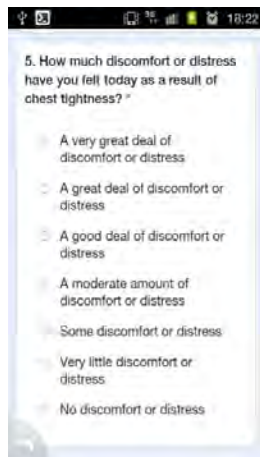 18:22
5. How much discomfort or distress
have you felt today as a result of
chest tightness? *
A very great deal of
discomfort or distress
A great deal of discomfort or
distress
A good deal of discomfort or
distress
A moderate amount of
discomfort or distress
Some discomfort or distress
Very little discomfort or
distress
No discomfort or distress